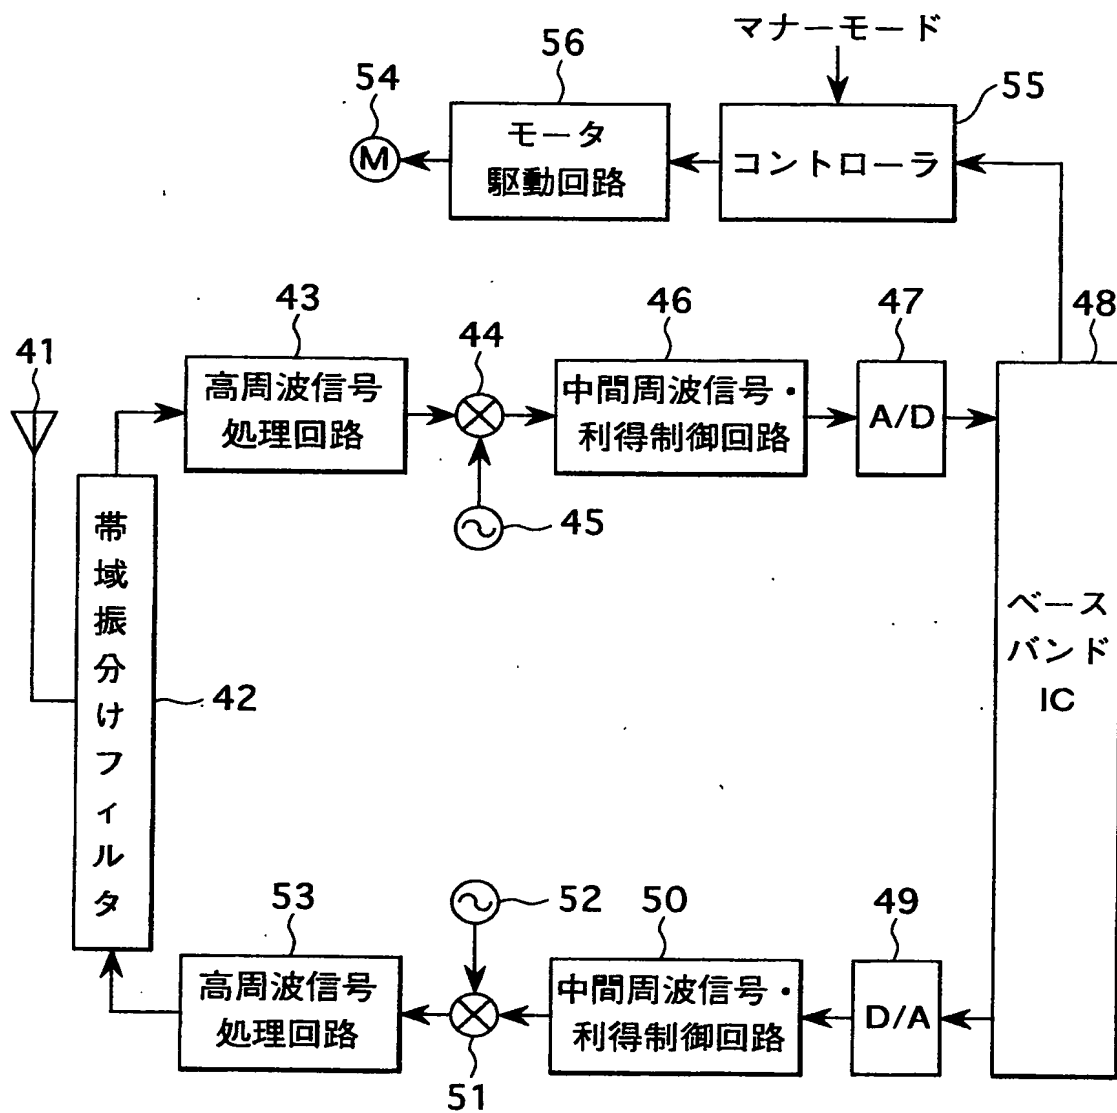 マナーモード
56
54
55
M
モータ
駆動回路
コントローラ
43
44
46
47
48
41
高周波信号
処理回路
中間周波信号・
利得制御回路
A/D
45
帯域振分けフィルタ
42
ベース
バンド
IC
53
52
50
49
高周波信号
処理回路
中間周波信号・
利得制御回路
D/A
51